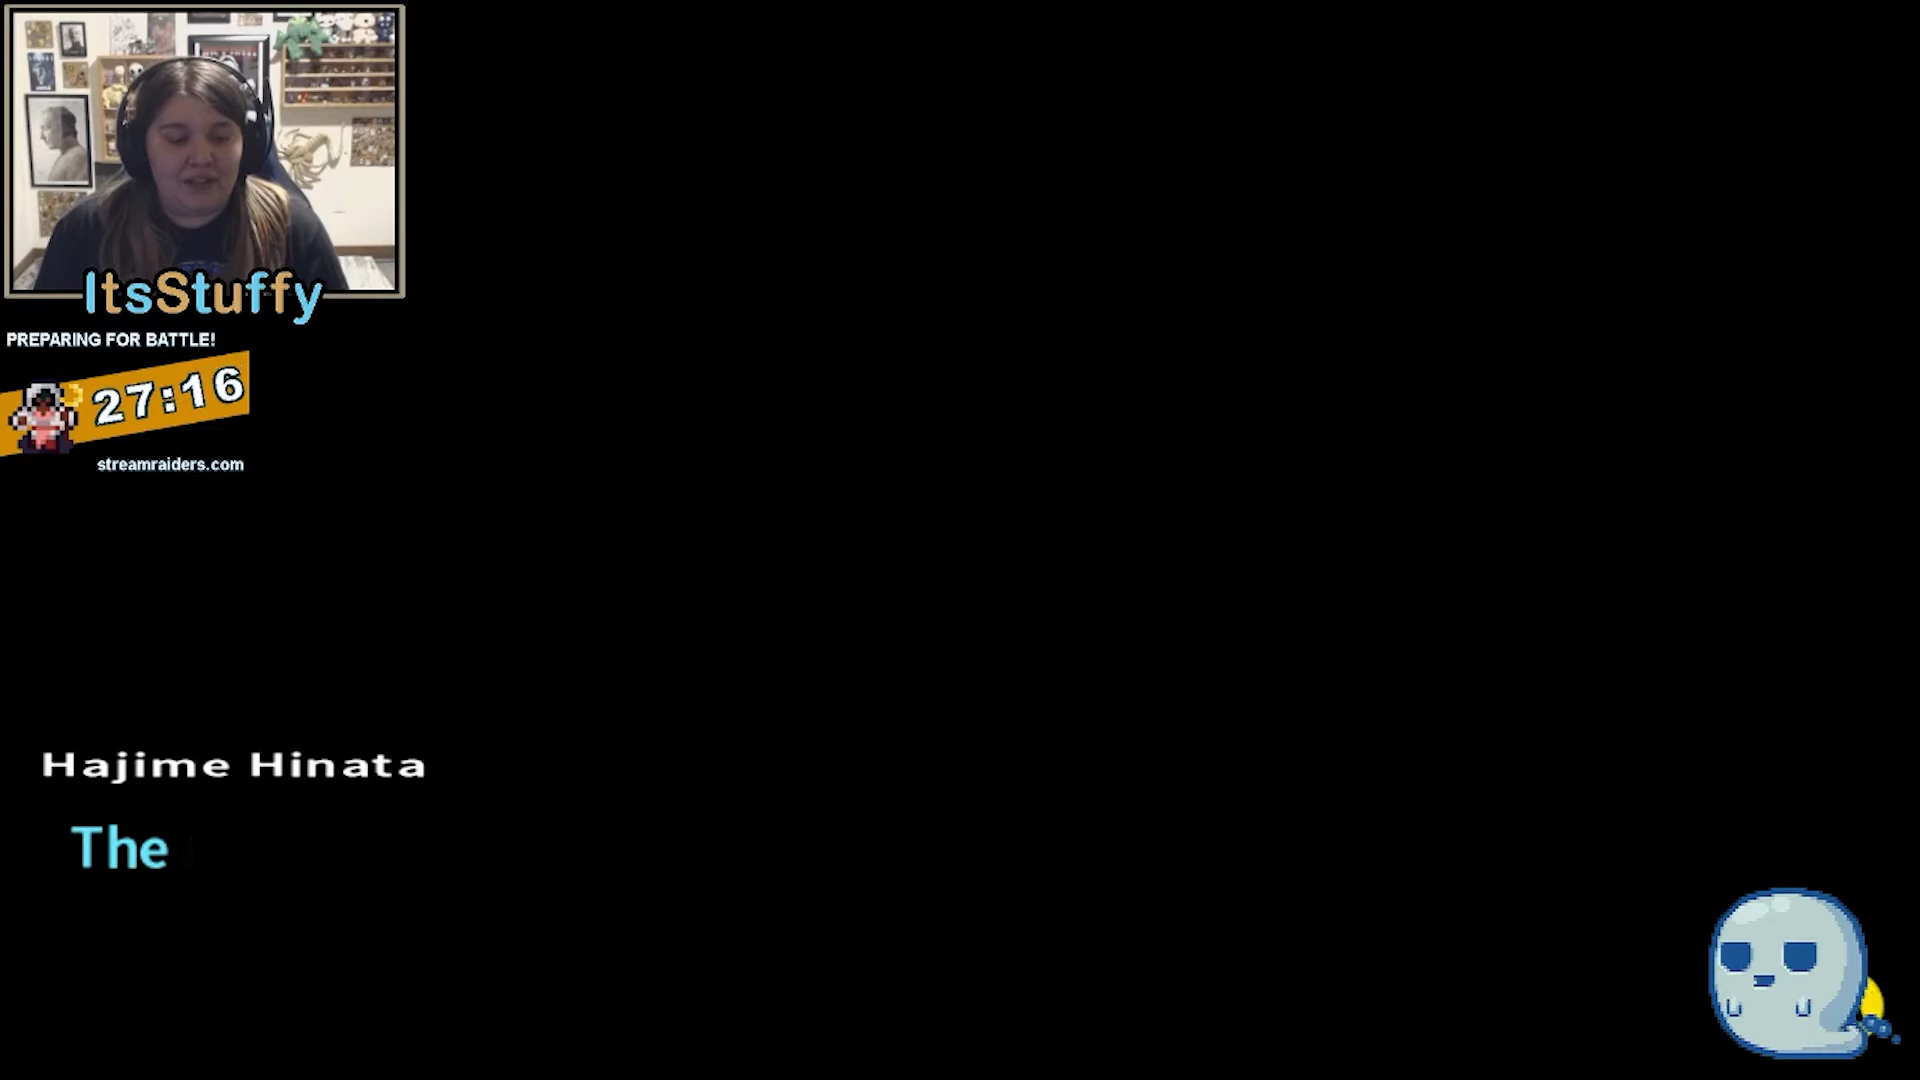 ItsStuffy
PREPARING FOR BATTLE!
27:16
streamraiders.com
Hajime Hinata
The